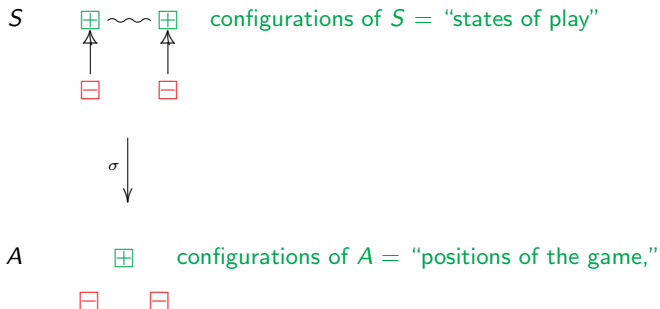 S ⊞ ⊞ configurations of S = “states of play”
⊟ ⊟
σ
A ⊞ configurations of A = “positions of the game,”
⊟ ⊟